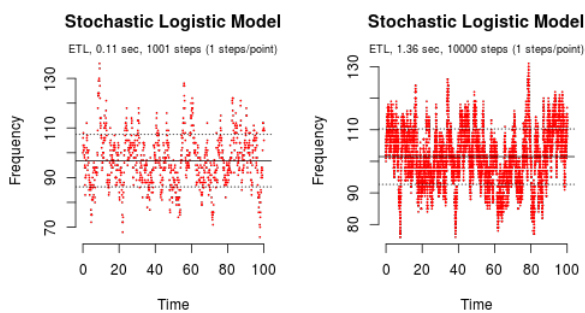 Stochastic Logistic Model
ETL, 0.11 sec, 1001 steps (1 steps/point)
Frequency
130
110
90
70
0 20 40 60 80 100
Time
Stochastic Logistic Model
ETL, 1.36 sec, 10000 steps (1 steps/point)
Frequency
130
110
90
80
0 20 40 60 80 100
Time